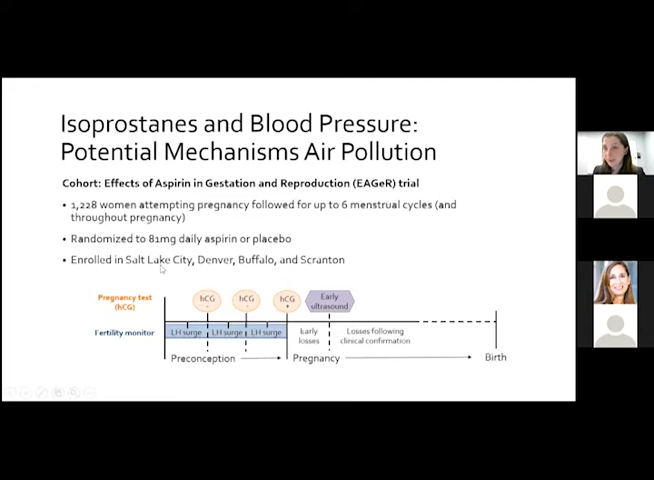 Isoprostanes and Blood Pressure:
Potential Mechanisms Air Pollution
Cohort: Effects of Aspirin in Gestation and Reproduction (EAGeR) trial
• 1,228 women attempting pregnancy followed for up to 6 menstrual cycles (and
throughout pregnancy)
• Randomized to 81mg daily aspirin or placebo
• Enrolled in Salt Lake City, Denver, Buffalo, and Scranton
Pregnancy test
(hCG)
hCG
-
hCG
-
hCG
+
Early
ultrasound
Fertility monitor
LH surge
LH surge
LH surge
Early
losses
Losses following
clinical confirmation
Preconception
Pregnancy
Birth